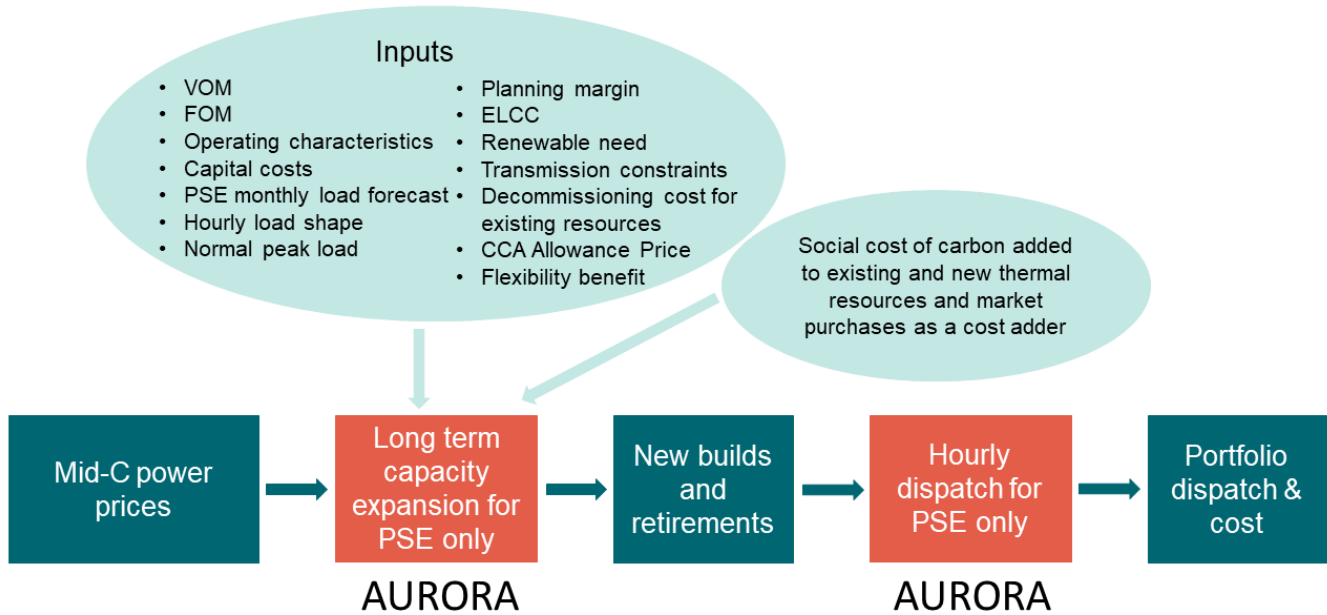 Inputs
• VOM
• FOM
• Operating characteristics
• Capital costs
• PSE monthly load forecast
• Hourly load shape
• Normal peak load
• Planning margin
• ELCC
• Renewable need
• Transmission constraints
• Decommissioning cost for
existing resources
• CCA Allowance Price
• Flexibility benefit
Social cost of carbon added
to existing and new thermal
resources and market
purchases as a cost adder
Mid-C power
prices
Long term
capacity
expansion for
PSE only
AURORA
New builds
and
retirements
Hourly
dispatch for
PSE only
AURORA
Portfolio
dispatch &
cost